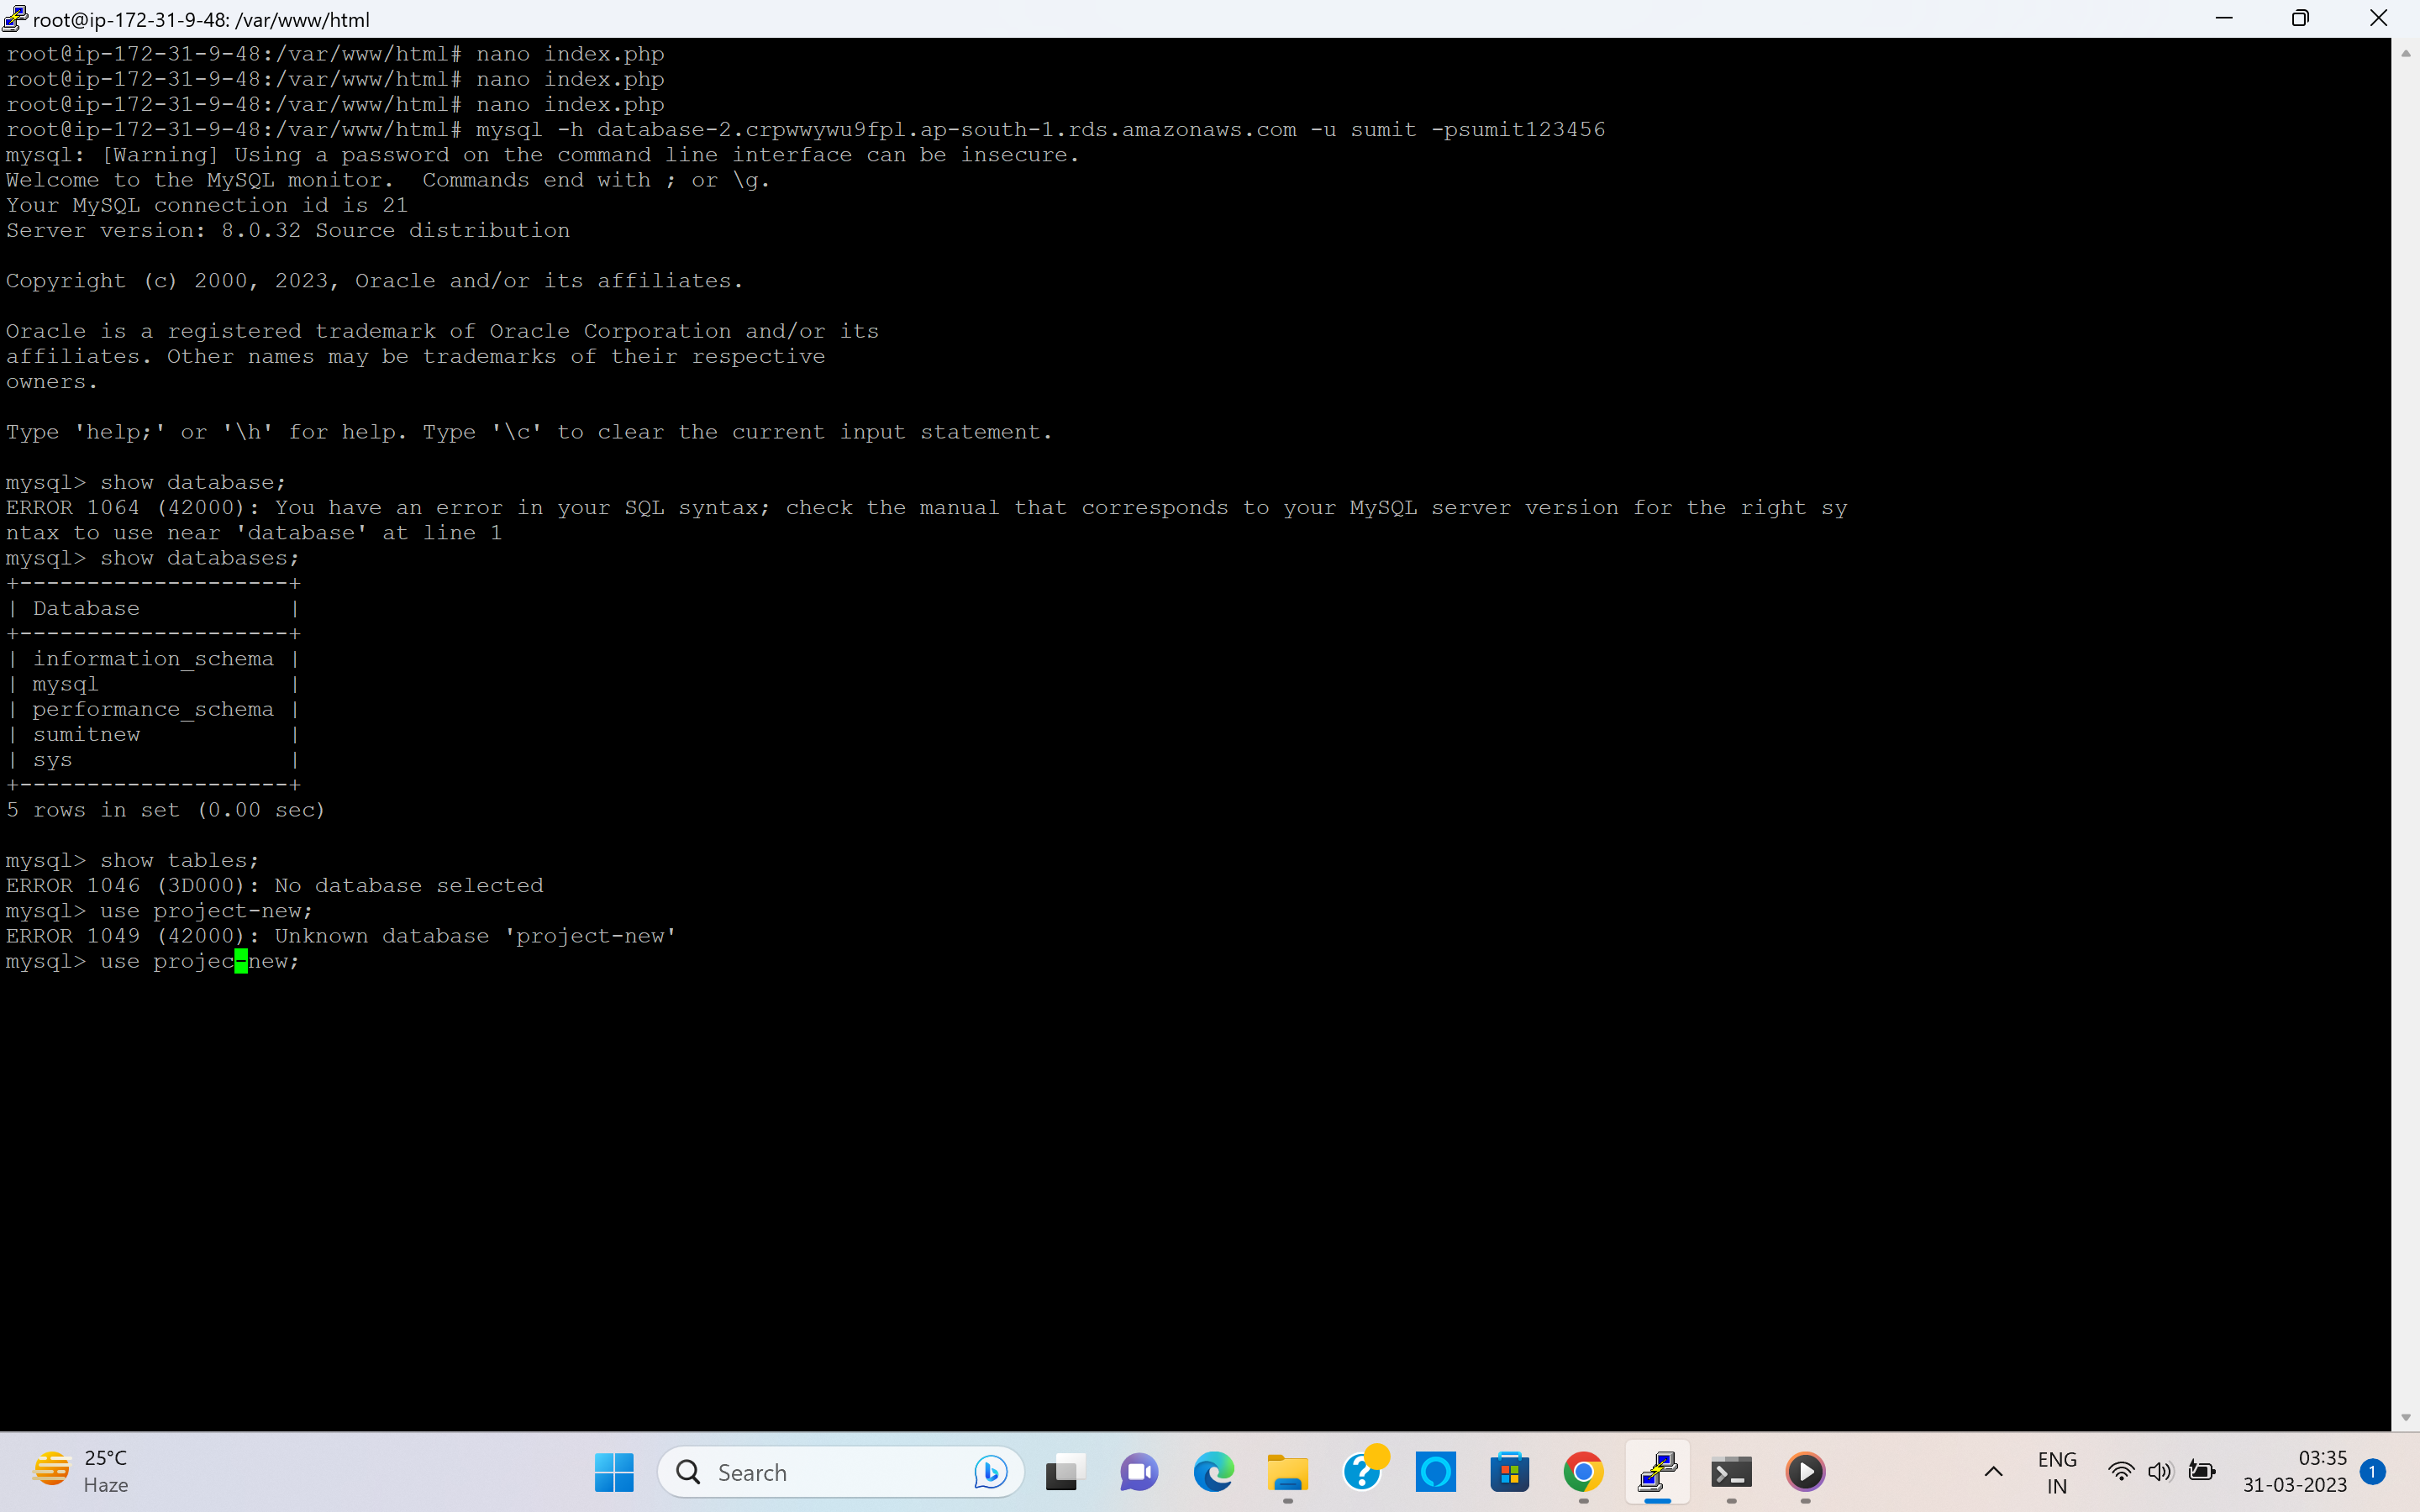 root@ip-172-31-9-48: /var/www/html
root@ip-172-31-9-48:/var/www/html# nano index.php
root@ip-172-31-9-48:/var/www/html# nano index.php
root@ip-172-31-9-48:/var/www/html# nano index.php
root@ip-172-31-9-48:/var/www/html# mysql -h database-2.crpwwywu9fpl.ap-south-1.rds.amazonaws.com -u sumit -psumit123456
mysql: [Warning] Using a password on the command line interface can be insecure.
Welcome to the MySQL monitor.  Commands end with ; or \g.
Your MySQL connection id is 21
Server version: 8.0.32 Source distribution
Copyright (c) 2000, 2023, Oracle and/or its affiliates.
Oracle is a registered trademark of Oracle Corporation and/or its
affiliates. Other names may be trademarks of their respective
owners.
Type 'help;' or '\h' for help. Type '\c' to clear the current input statement.
mysql> show database;
ERROR 1064 (42000): You have an error in your SQL syntax; check the manual that corresponds to your MySQL server version for the right sy
ntax to use near 'database' at line 1
mysql> show databases;
+--------------------+
| Database           |
+--------------------+
| information_schema |
| mysql              |
| performance_schema |
| sumitnew           |
| sys                |
+--------------------+
5 rows in set (0.00 sec)
mysql> show tables;
ERROR 1046 (3D000): No database selected
mysql> use project-new;
ERROR 1049 (42000): Unknown database 'project-new'
mysql> use projec-new;
25°C
Haze
Search
ENG
IN
03:35
31-03-2023
1